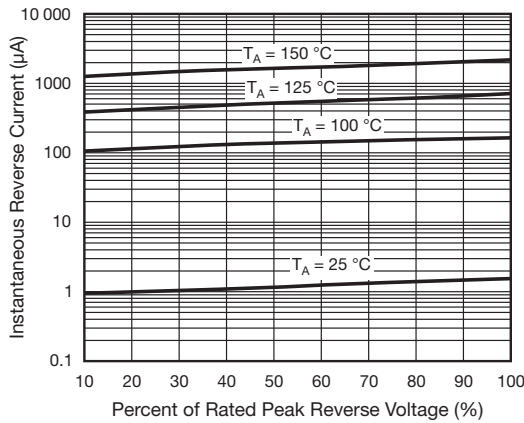 10 000
1000
100
10
1
0.1
Instantaneous Reverse Current (µA)
T_A = 150 °C
T_A = 125 °C
T_A = 100 °C
T_A = 25 °C
10 20 30 40 50 60 70 80 90 100
Percent of Rated Peak Reverse Voltage (%)